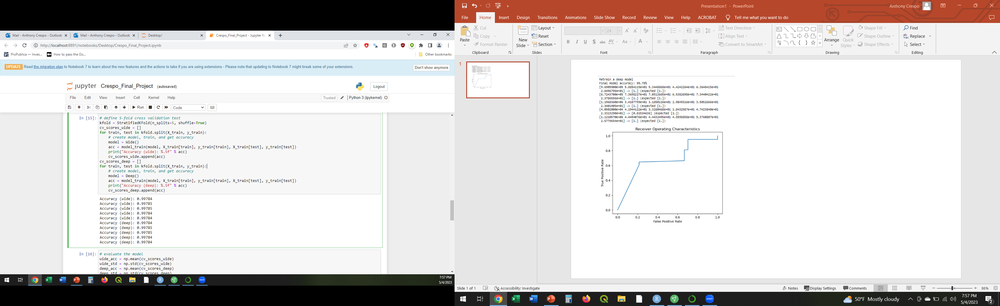 Mail - Anthony Crespo - Outlook
Mail - Anthony Crespo - Outlook
Desktop/
Crespo_Final_Project - Jupyter No
http://localhost:8891/notebooks/Desktop/Crespo_Final_Project.ipynb
ProPublica — Inves...
How to pass the Go...
Other bookmarks
UPDATE Read the migration plan to Notebook 7 to learn about the new features and the actions to take if you are using extensions - Please note that updating to Notebook 7 might break some of your extensions.
Don't show anymore
jupyter Crespo_Final_Project (autosaved)
Logout
File Edit View Insert Cell Kernel Help
Trusted
Python 3 (ipykernel)
Run
Code
In [15]: # define 5-fold cross validation test
kfold = StratifiedKFold(n_splits=5, shuffle=True)
cv_scores_wide = []
for train, test in kfold.split(X_train, y_train):
# create model, train, and get accuracy
model = Wide()
acc = model_train(model, X_train[train], y_train[train], X_train[test], y_train[test])
print("Accuracy (wide): %.5f" % acc)
cv_scores_wide.append(acc)
cv_scores_deep = []
for train, test in kfold.split(X_train, y_train):
# create model, train, and get accuracy
model = Deep()
acc = model_train(model, X_train[train], y_train[train], X_train[test], y_train[test])
print("Accuracy (deep): %.5f" % acc)
cv_scores_deep.append(acc)
Accuracy (wide): 0.99784
Accuracy (wide): 0.99785
Accuracy (wide): 0.99785
Accuracy (wide): 0.99784
Accuracy (wide): 0.99784
Accuracy (deep): 0.99784
Accuracy (deep): 0.99785
Accuracy (deep): 0.99785
Accuracy (deep): 0.99784
Accuracy (deep): 0.99784
In [16]: # evaluate the model
wide_acc = np.mean(cv_scores_wide)
wide_std = np.std(cv_scores_wide)
deep_acc = np.mean(cv_scores_deep)
deep_std = np.std(cv_scores_deep)
7:57 PM
5/4/2023
Presentation1 - PowerPoint
Anthony Crespo
File Home Insert Design Transitions Animations Slide Show Record Review View Help ACROBAT Tell me what you want to do
Paste
Cut
Copy
Format Painter
Clipboard
New Slide
Layout
Reset
Section
Slides
24
Font
Text Direction
Align Text
Convert to SmartArt
Paragraph
Arrange
Quick Styles
Shape Fill
Shape Outline
Shape Effects
Drawing
Find
Replace
Select
Editing
1
Retrain a deep model
Final model accuracy: 99.79%
[9.6909900e+05 5.8854115e+01 5.3448868e+01 4.4242264e+01 6.3648415e+01
2.6496798e+01] -> [1.] (expected [1.])
[6.7243700e+05 7.3698227e+01 7.0512665e+01 6.5382698e+01 7.3440422e+01
2.3786556e+01] -> [1.] (expected [1.])
[1.1968360e+06 3.4187759e+01 3.1850126e+01 2.9845516e+01 3.5052666e+01
2.3401905e+01] -> [1.] (expected [1.])
[4.0502000e+04 4.1944122e+01 3.3260468e+01 1.8432587e+01 4.7423840e+01
2.3323290e+01] -> [0.81534636] (expected [1.])
[1.1210570e+06 4.4494076e+01 4.4432495e+01 4.5598858e+01 5.3760807e+01
2.5779654e+01] -> [1.] (expected [1.])
Receiver Operating Characteristics
True Positive Rate
1.0
0.8
0.6
0.4
0.2
0.0
0.0 0.2 0.4 0.6 0.8 1.0
False Positive Rate
Slide 1 of 1
Accessibility: Investigate
Notes
Display Settings
Comments
86%
50°F Mostly cloudy
7:57 PM
5/4/2023
2